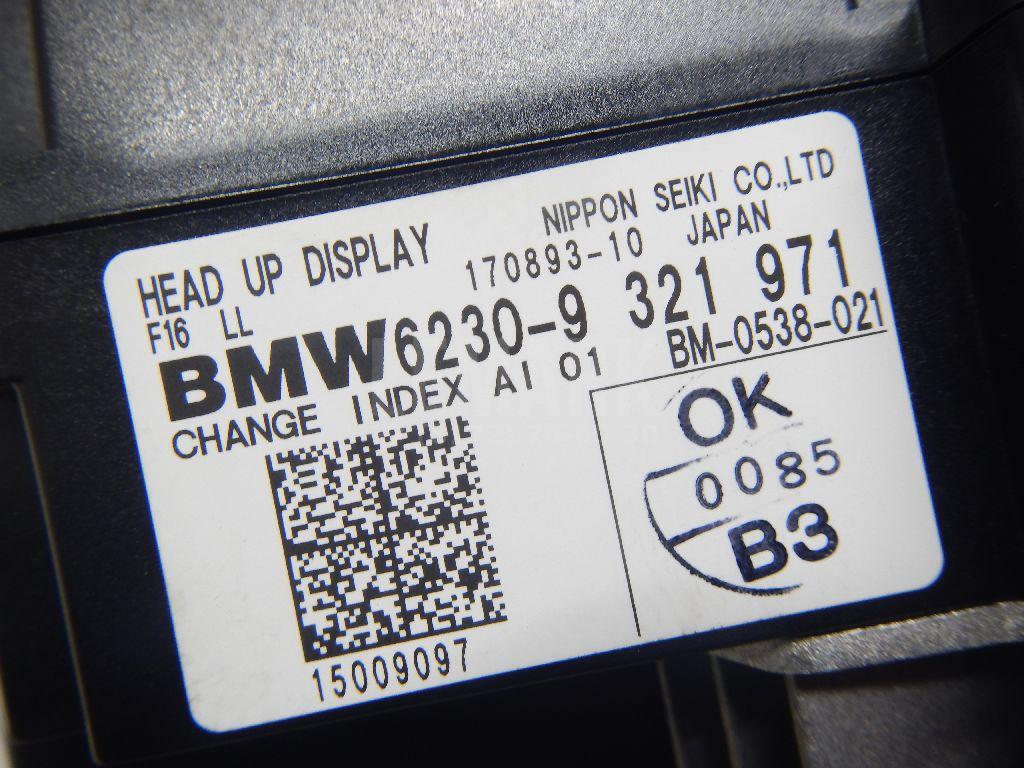 HEAD UP DISPLAY
NIPPON SEIKI CO.,LTD
F16 LL
170893-10
JAPAN
BMW6230-9 321 971
CHANGE INDEX AI 01
BM-0538-021
OK
0085
B3
15009097